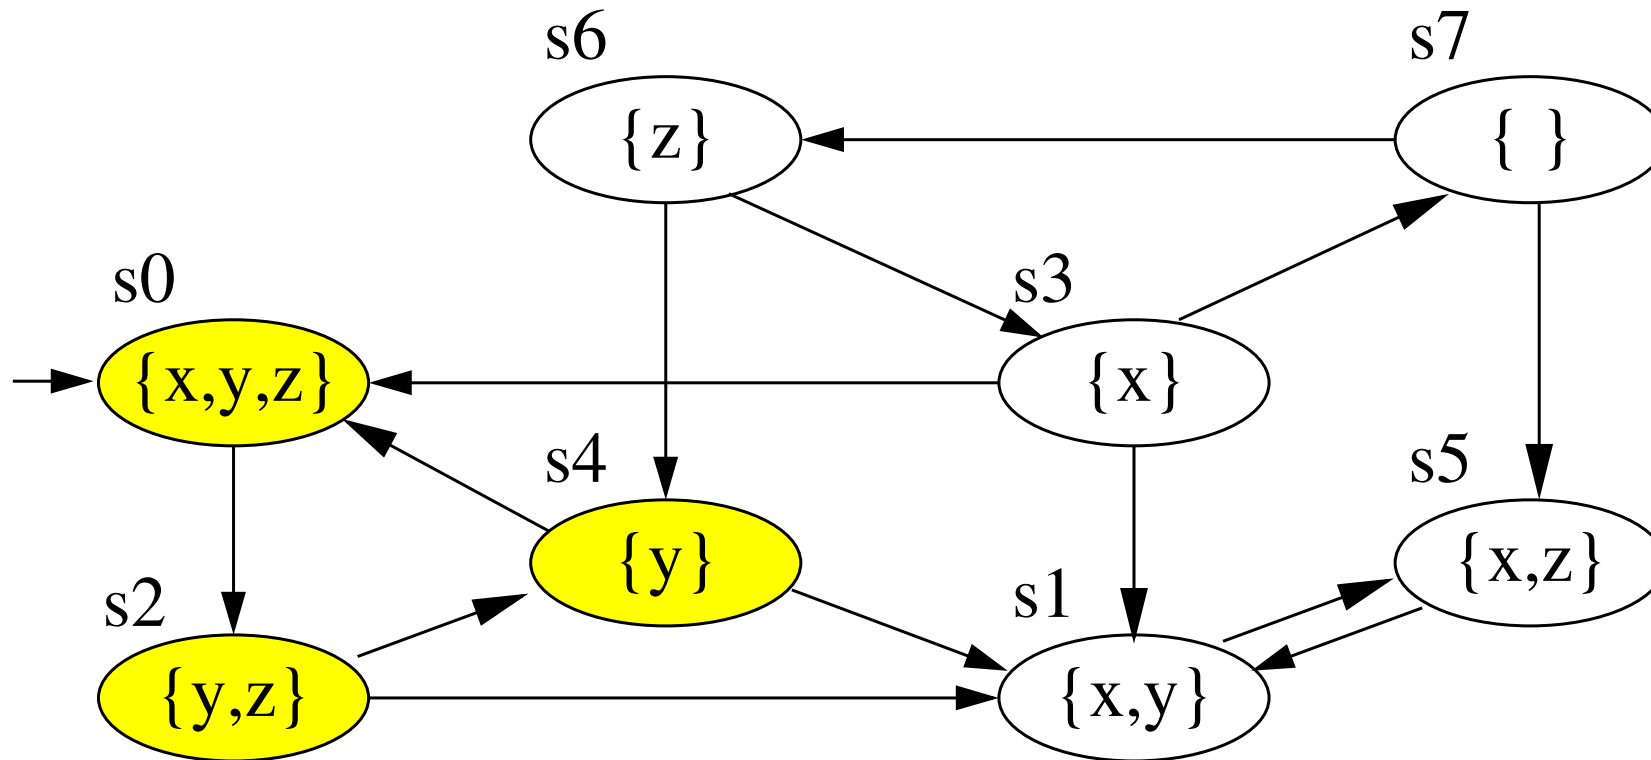 s6
s7
{z}
{ }
s0
s3
{x,y,z}
{x}
s4
s5
{y}
{x,z}
s2
s1
{y,z}
{x,y}